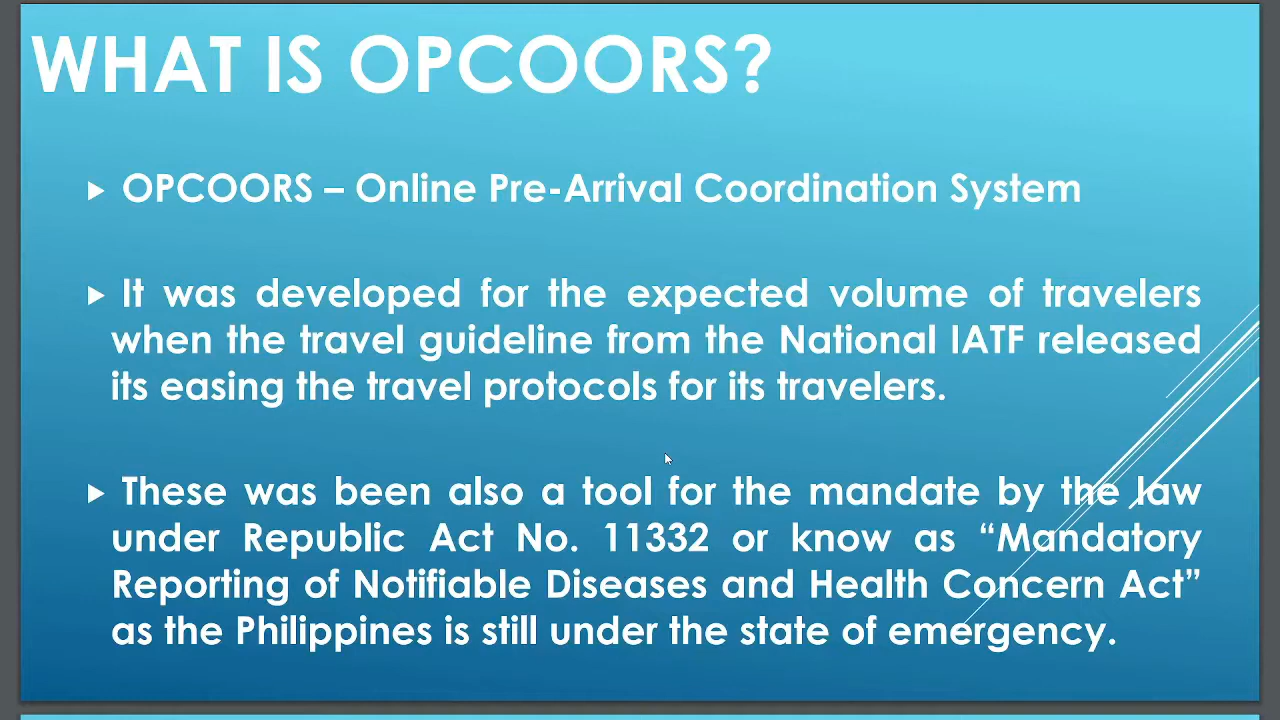 WHAT IS OPCOORS?
OPCOORS – Online Pre-Arrival Coordination System
It was developed for the expected volume of travelers
when the travel guideline from the National IATF released
its easing the travel protocols for its travelers.
These was been also a tool for the mandate by the law
under Republic Act No. 11332 or know as “Mandatory
Reporting of Notifiable Diseases and Health Concern Act”
as the Philippines is still under the state of emergency.